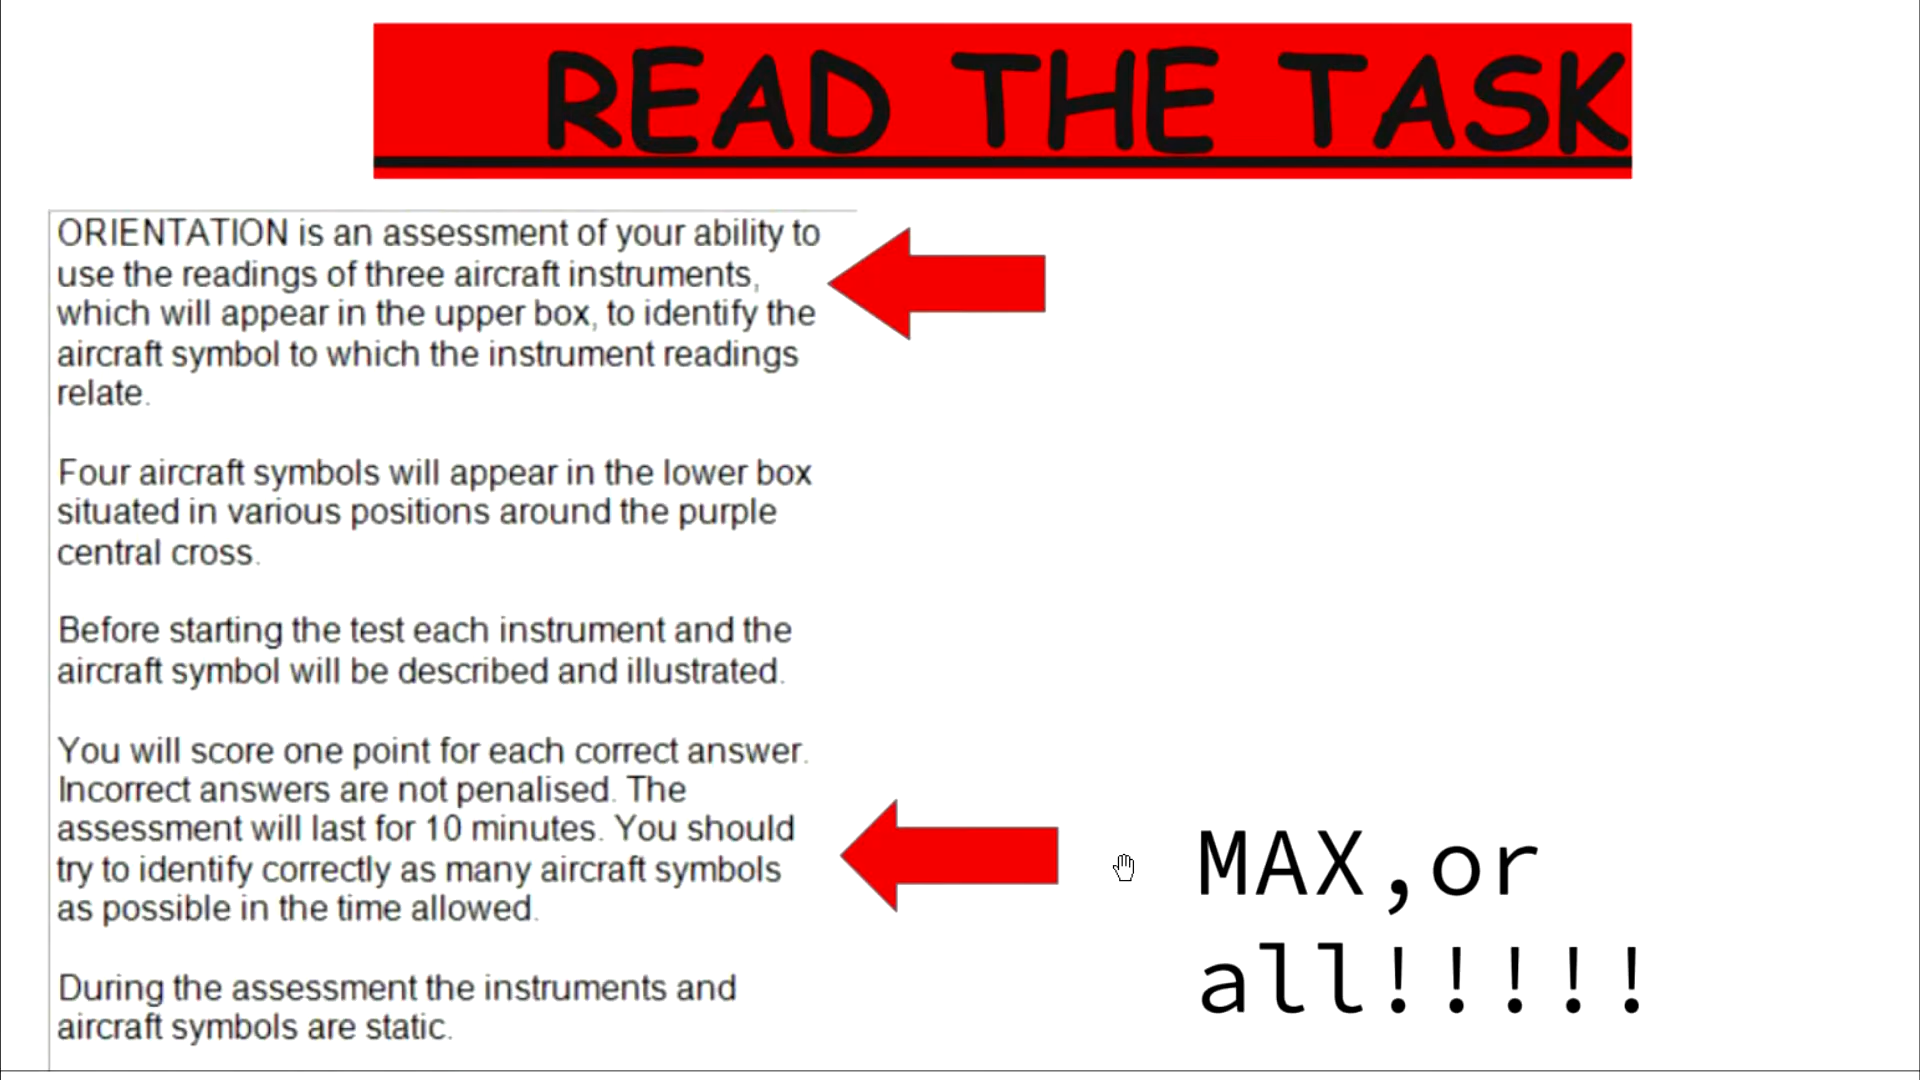 READ THE TASK
ORIENTATION is an assessment of your ability to
use the readings of three aircraft instruments,
which will appear in the upper box, to identify the
aircraft symbol to which the instrument readings
relate.
Four aircraft symbols will appear in the lower box
situated in various positions around the purple
central cross.
Before starting the test each instrument and the
aircraft symbol will be described and illustrated.
You will score one point for each correct answer.
Incorrect answers are not penalised. The
assessment will last for 10 minutes. You should
try to identify correctly as many aircraft symbols
as possible in the time allowed.
During the assessment the instruments and
aircraft symbols are static.
MAX,or
all!!!!!